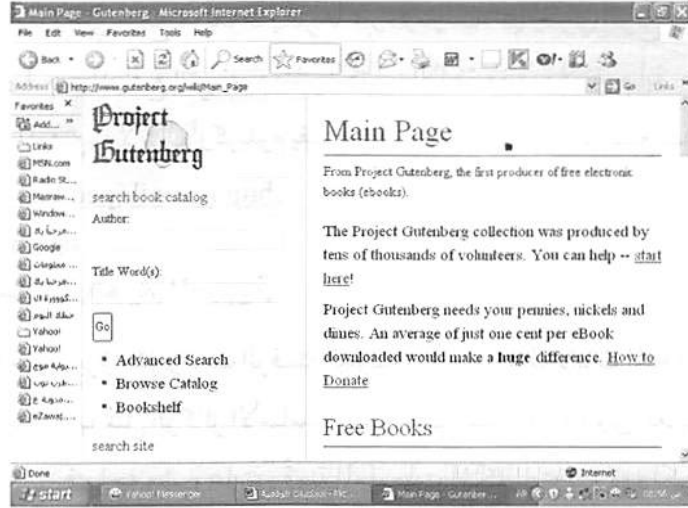 Main Page - Gutenberg - Microsoft Internet Explorer
File Edit View Favorites Tools Help
Back Search Favorites
Address http://www.gutenberg.org/wiki/Main_Page Go Links
Favorites
Add...
Links
MSN.com
Radio St...
Masraw...
Window...
Google
Yahoo!
Yahoo!
eZawaj...
Project
Gutenberg
search book catalog
Author:
Title Word(s):
Go
• Advanced Search
• Browse Catalog
• Bookshelf
search site
Main Page
From Project Gutenberg, the first producer of free electronic
books (ebooks).
The Project Gutenberg collection was produced by
tens of thousands of volunteers. You can help -- start
here!
Project Gutenberg needs your pennies, nickels and
dimes. An average of just one cent per eBook
downloaded would make a huge difference. How to
Donate
Free Books
Done Internet
start Yahoo! Messenger Main Page - Gutenber...